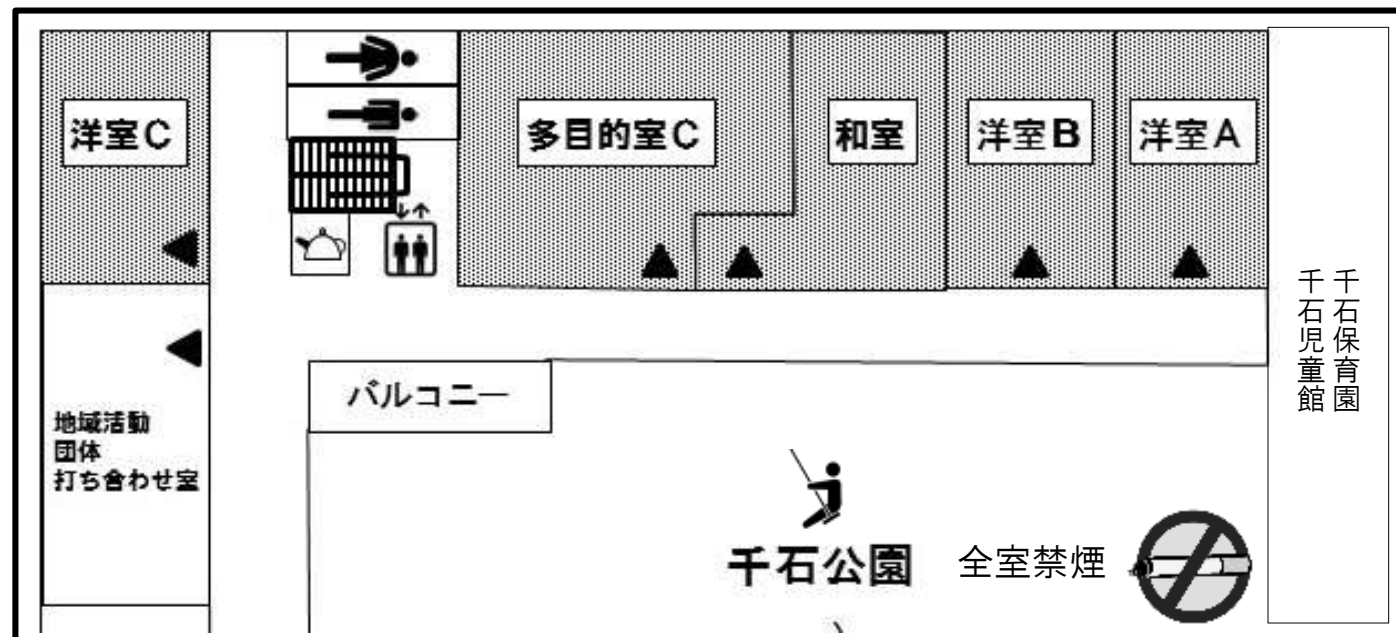 洋室C
多目的室C
和室
洋室B
洋室A
千石保育園
千石児童館
バルコニー
地域活動
団体
打ち合わせ室
千石公園
全室禁煙